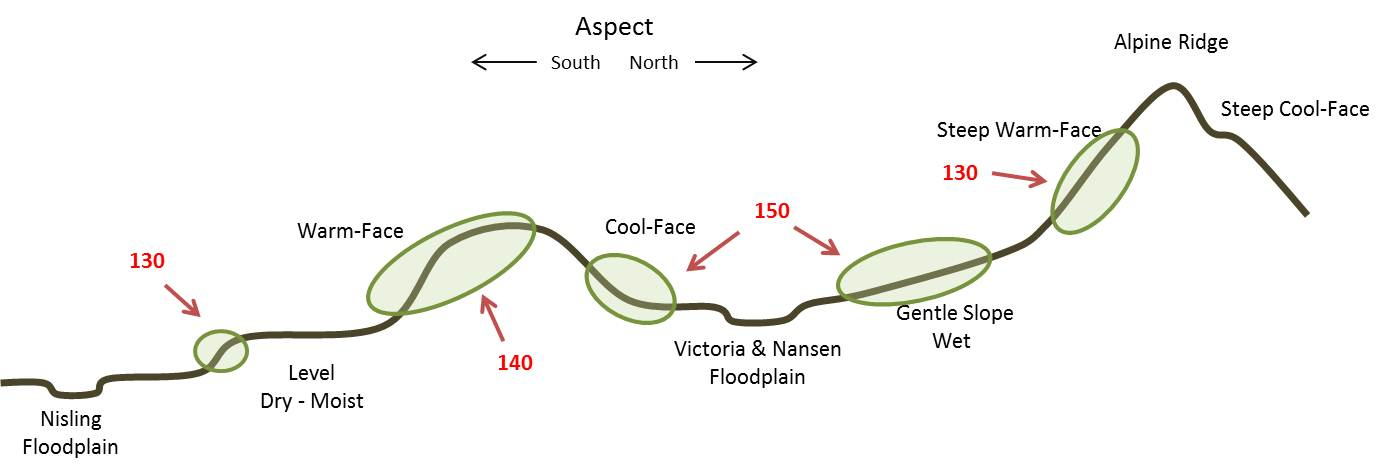 Aspect
South North
Alpine Ridge
Steep Cool-Face
Steep Warm-Face
130
150
Warm-Face
Cool-Face
130
Gentle Slope
Wet
Victoria & Nansen
Floodplain
140
Level
Dry - Moist
Nisling
Floodplain